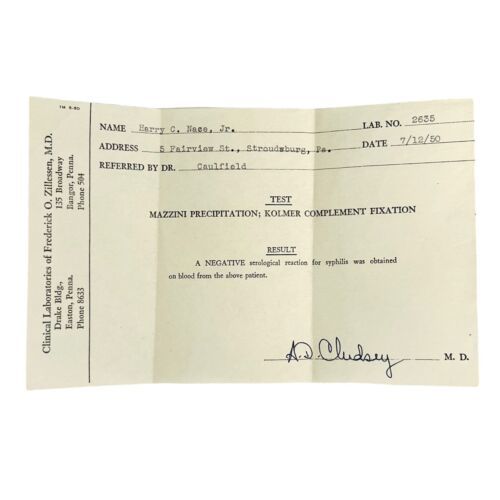 TM 5-50
Clinical Laboratories of Frederick O. Zillessen, M.D.
Drake Bldg., 135 Broadway
Easton, Penna. Bangor, Penna.
Phone 8633 Phone 504
NAME Harry C. Nace, Jr. LAB. NO. 2635
ADDRESS 5 Fairview St., Stroudsburg, Pa. DATE 7/12/50
REFERRED BY DR. Caulfield
TEST
MAZZINI PRECIPITATION; KOLMER COMPLEMENT FIXATION
RESULT
A NEGATIVE serological reaction for syphilis was obtained
on blood from the above patient.
M. D.